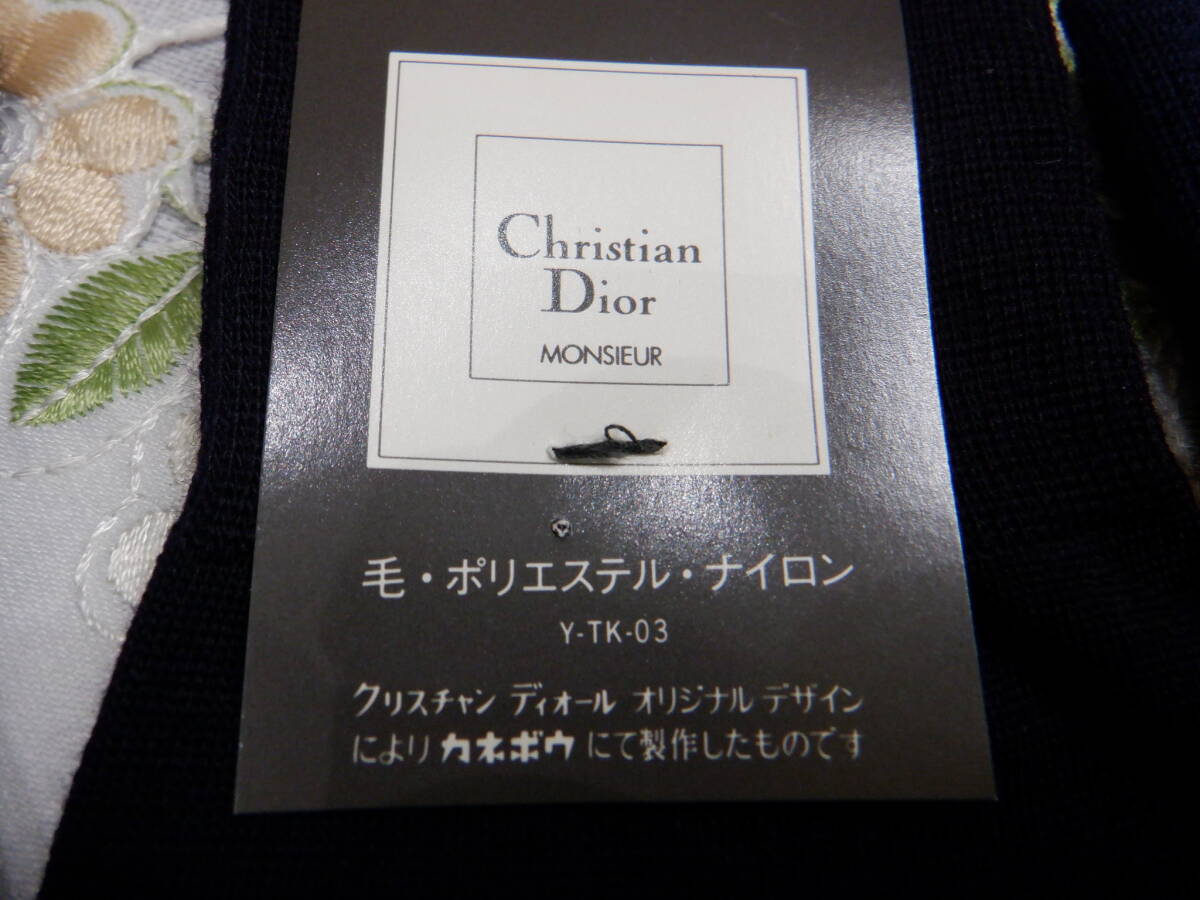 Christian
Dior
MONSIEUR
毛・ポリエステル・ナイロン
Y-TK-03
クリスチャン ディオール オリジナル デザイン
により カネボウ にて製作したものです